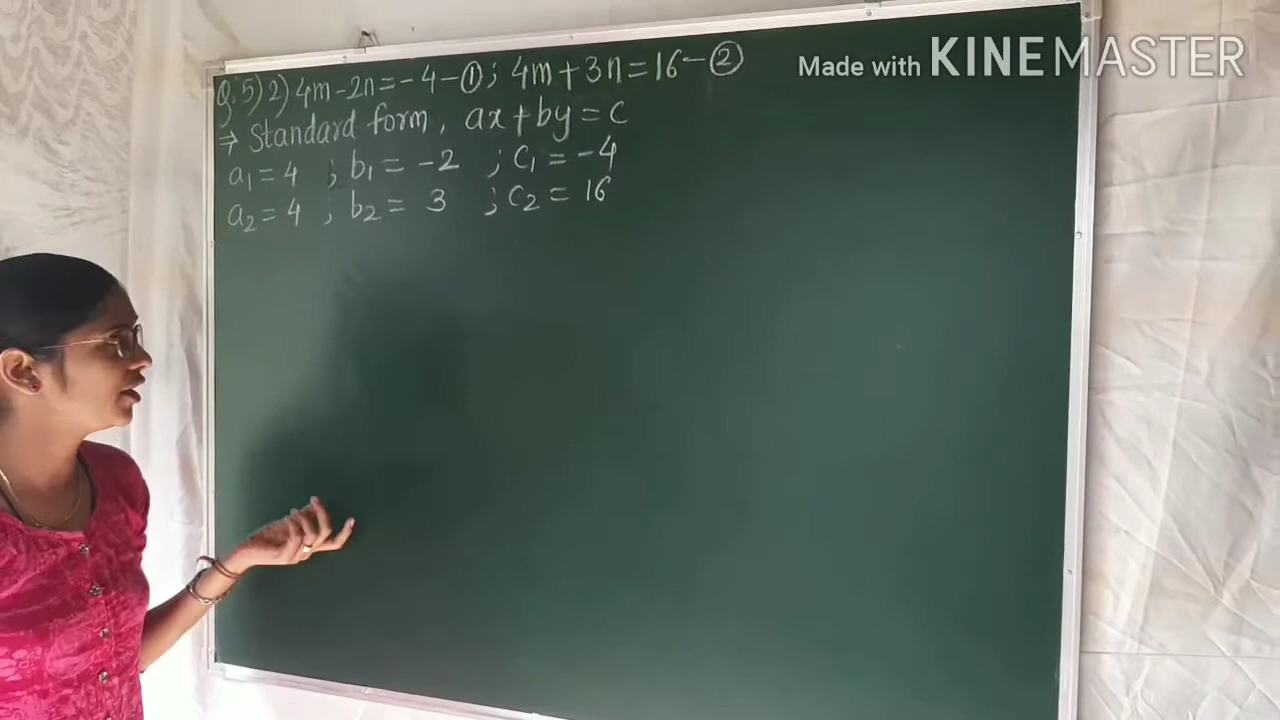 Q.5) 2) 4m-2n=-4-①; 4m+3n=16-②
⇒ Standard form, ax+by=c
a₁=4 ; b₁=-2 ; c₁=-4
a₂=4 ; b₂=3 ; c₂=16
Made with KINEMASTER